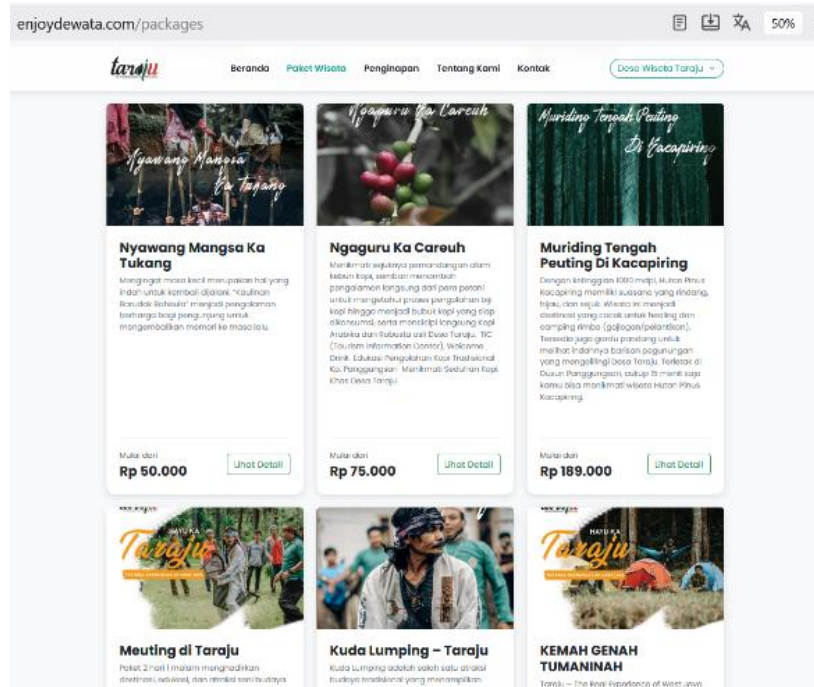 enjoydewata.com/packages
50%
taraju
Beranda
Paket Wisata
Penginapan
Tentang Kami
Kontak
Desa Wisata Taraju
Nyawang Mangsa
Ka Tukang
Ngaguru Ka Careuh
Muriding Tengah Peuting
Di Kacapiring
Nyawang Mangsa Ka
Tukang
Mengingat masa kecil merupakan hal yang
indah untuk kembali dijalani. "Kaulinan
Barudak Baheula" menjadi pengalaman
berharga bagi pengunjung untuk
mengembalikan memori ke masa lalu.
Mulai dari
Rp 50.000
Lihat Detail
Ngaguru Ka Careuh
Menikmati sejuknya pemandangan alam
kebun kopi, sembari menambah
pengalaman langsung dari para petani
untuk mengetahui proses pengolahan biji
kopi hingga menjadi bubuk kopi yang siap
dikonsumsi, serta mencicipi langsung Kopi
Arabika dan Robusta asli Desa Taraju. TIC
(Tourism Information Center), Welcome
Drink Edukasi Pengolahan Kopi Tradisional
Kp. Panggungsari Menikmati Seduhan Kopi
Khas Desa Taraju
Mulai dari
Rp 75.000
Lihat Detail
Muriding Tengah
Peuting Di Kacapiring
Dengan ketinggian 1000 mdpl, Hutan Pinus
Kacapiring memiliki suasana yang rindang,
hijau, dan sejuk. Wisata ini menjadi
destinasi yang cocok untuk healing dan
camping rimba (gojlogan/pelantikan).
Tersedia juga gardu pandang untuk
melihat indahnya barisan pegunungan
yang mengelilingi Desa Taraju. Terletak di
Dusun Panggungsari, cukup 15 menit saja
kamu bisa menikmati wisata Hutan Pinus
Kacapiring.
Mulai dari
Rp 189.000
Lihat Detail
HAYU KA
Taraju
Meuting di Taraju
Paket 2 hari 1 malam menghadirkan
destinasi, edukasi, dan atraksi seni budaya
Kuda Lumping – Taraju
Kuda Lumping adalah salah satu atraksi
budaya tradisional yang menampilkan
HAYU KA
Taraju
KEMAH GENAH
TUMANINAH
Taraju – The Real Experience of West Java